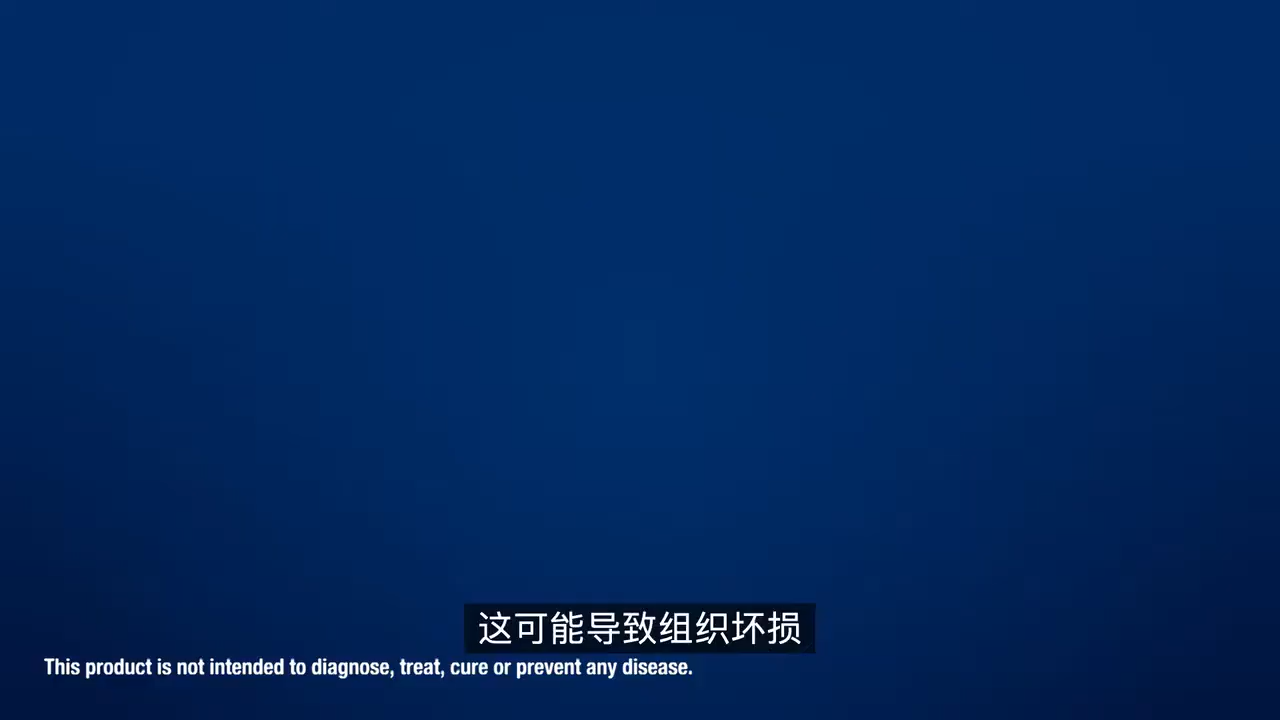 这可能导致组织坏损
This product is not intended to diagnose, treat, cure or prevent any disease.